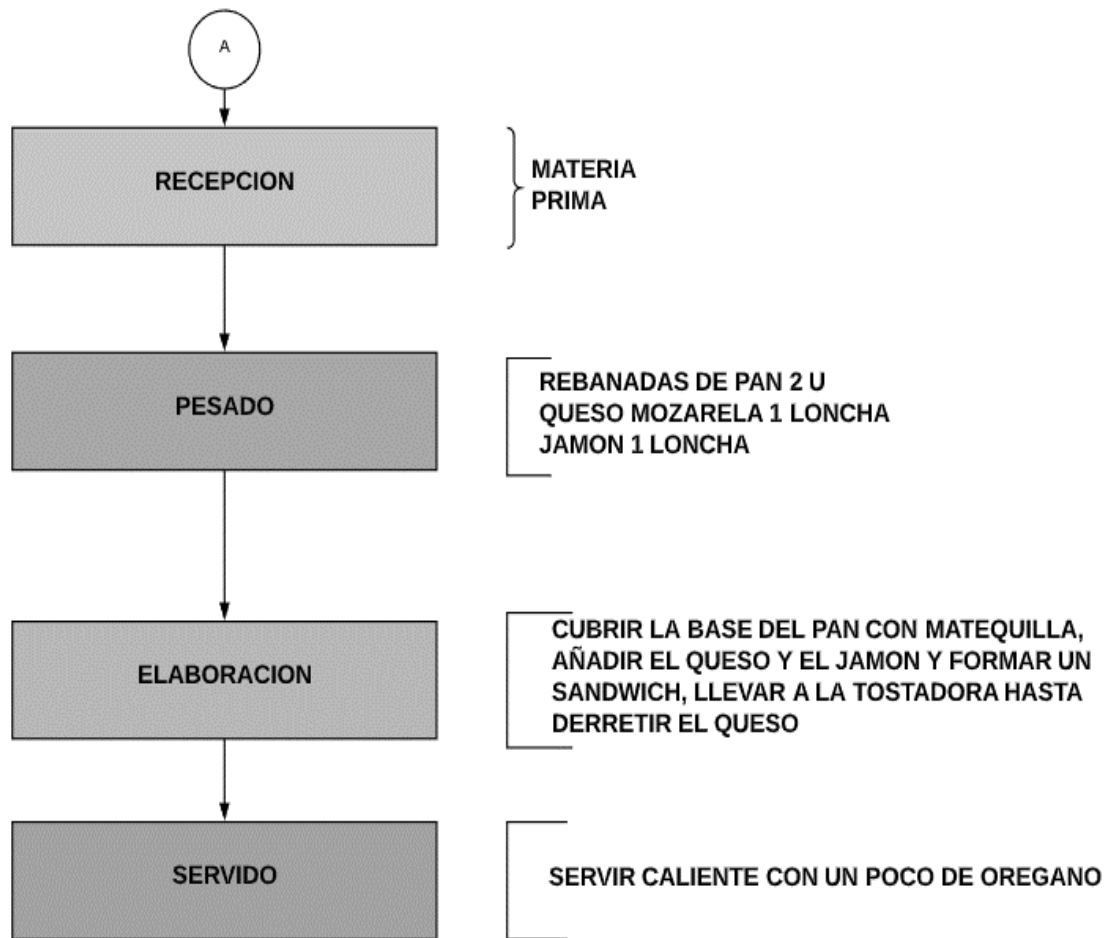 A
RECEPCION
MATERIA
PRIMA
PESADO
REBANADAS DE PAN 2 U
QUESO MOZARELA 1 LONCHA
JAMON 1 LONCHA
ELABORACION
CUBRIR LA BASE DEL PAN CON MATEQUILLA,
AÑADIR EL QUESO Y EL JAMON Y FORMAR UN
SANDWICH, LLEVAR A LA TOSTADORA HASTA
DERRETIR EL QUESO
SERVIDO
SERVIR CALIENTE CON UN POCO DE OREGANO